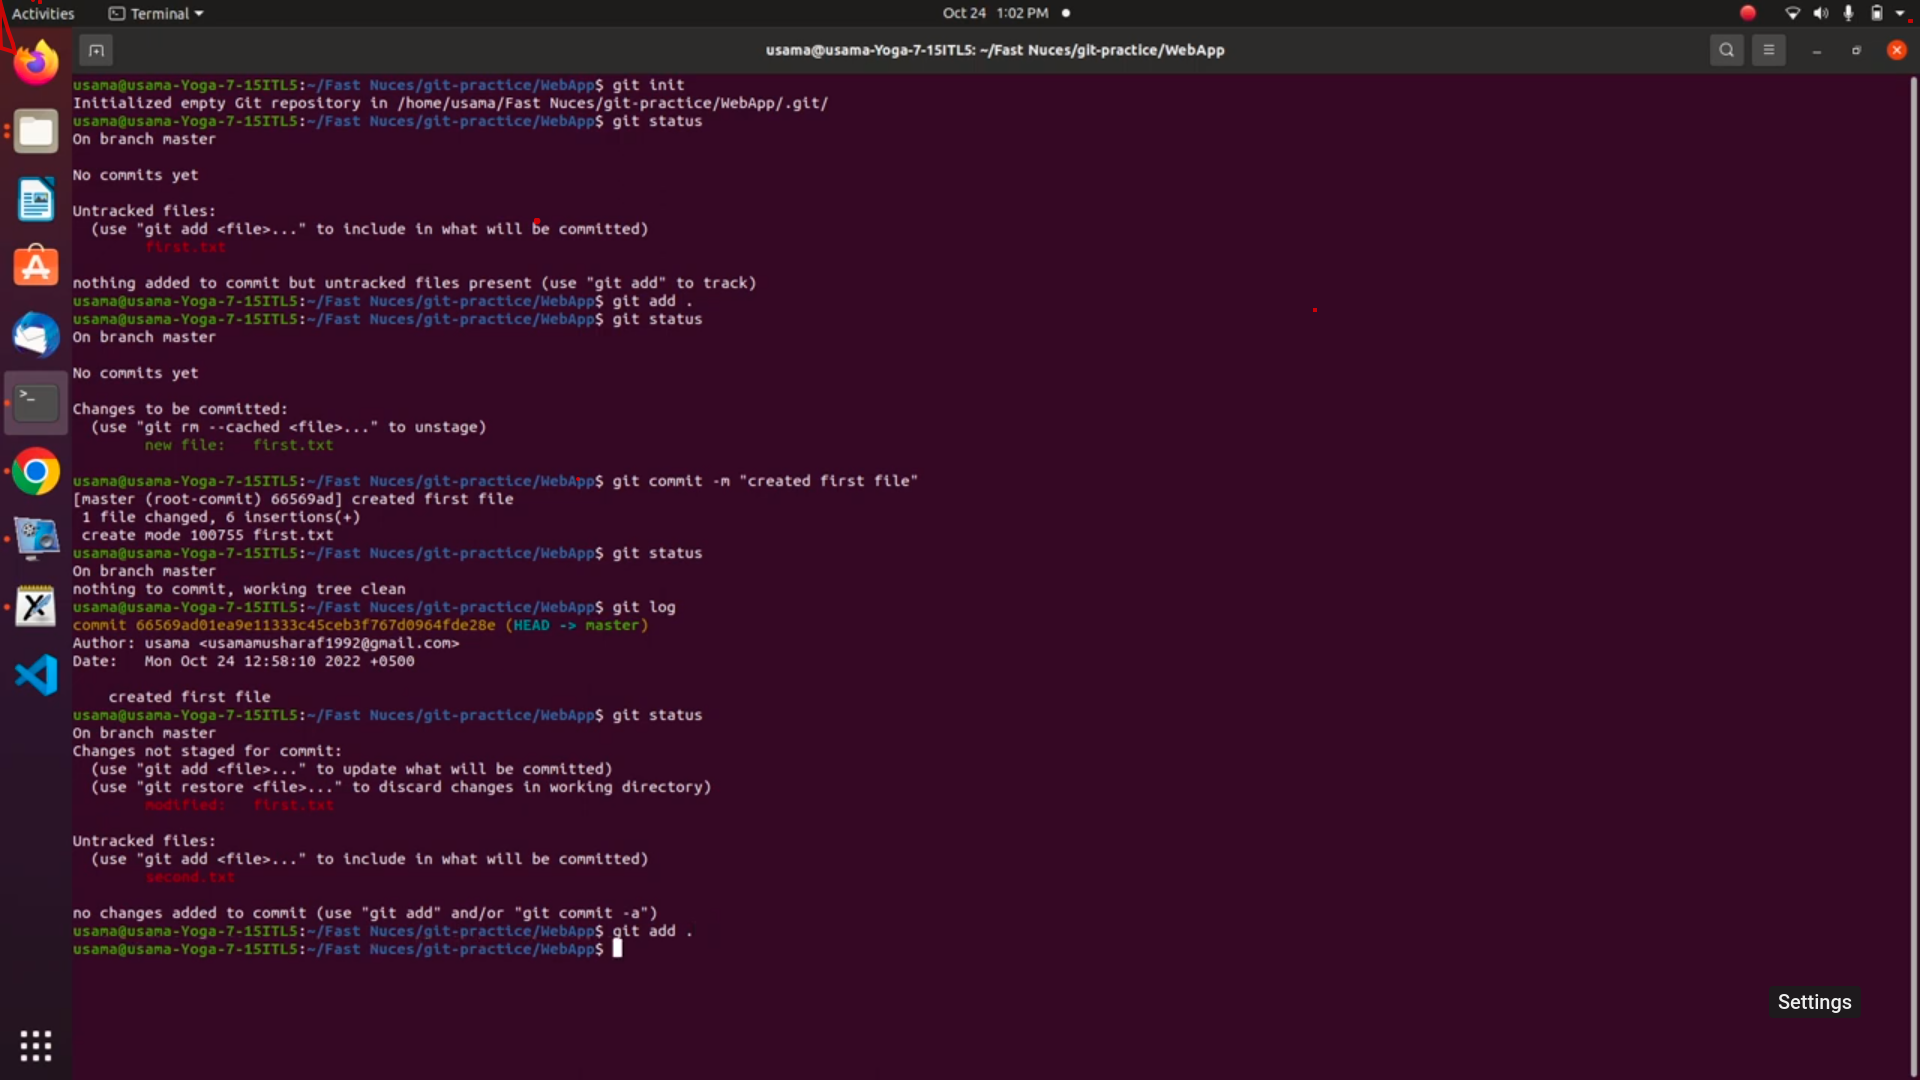 Activities
Terminal
Oct 24 1:02 PM
usama@usama-Yoga-7-15ITL5: ~/Fast Nuces/git-practice/WebApp
usama@usama-Yoga-7-15ITL5:~/Fast Nuces/git-practice/WebApp$ git init
Initialized empty Git repository in /home/usama/Fast Nuces/git-practice/WebApp/.git/
usama@usama-Yoga-7-15ITL5:~/Fast Nuces/git-practice/WebApp$ git status
On branch master
No commits yet
Untracked files:
(use "git add <file>..." to include in what will be committed)
first.txt
nothing added to commit but untracked files present (use "git add" to track)
usama@usama-Yoga-7-15ITL5:~/Fast Nuces/git-practice/WebApp$ git add .
usama@usama-Yoga-7-15ITL5:~/Fast Nuces/git-practice/WebApp$ git status
On branch master
No commits yet
Changes to be committed:
(use "git rm --cached <file>..." to unstage)
new file:   first.txt
usama@usama-Yoga-7-15ITL5:~/Fast Nuces/git-practice/WebApp$ git commit -m "created first file"
[master (root-commit) 66569ad] created first file
1 file changed, 6 insertions(+)
create mode 100755 first.txt
usama@usama-Yoga-7-15ITL5:~/Fast Nuces/git-practice/WebApp$ git status
On branch master
nothing to commit, working tree clean
usama@usama-Yoga-7-15ITL5:~/Fast Nuces/git-practice/WebApp$ git log
commit 66569ad01ea9e11333c45ceb3f767d0964fde28e (HEAD -> master)
Author: usama <usamamusharaf1992@gmail.com>
Date:   Mon Oct 24 12:58:10 2022 +0500
created first file
usama@usama-Yoga-7-15ITL5:~/Fast Nuces/git-practice/WebApp$ git status
On branch master
Changes not staged for commit:
(use "git add <file>..." to update what will be committed)
(use "git restore <file>..." to discard changes in working directory)
modified:   first.txt
Untracked files:
(use "git add <file>..." to include in what will be committed)
second.txt
no changes added to commit (use "git add" and/or "git commit -a")
usama@usama-Yoga-7-15ITL5:~/Fast Nuces/git-practice/WebApp$ git add .
usama@usama-Yoga-7-15ITL5:~/Fast Nuces/git-practice/WebApp$
Settings